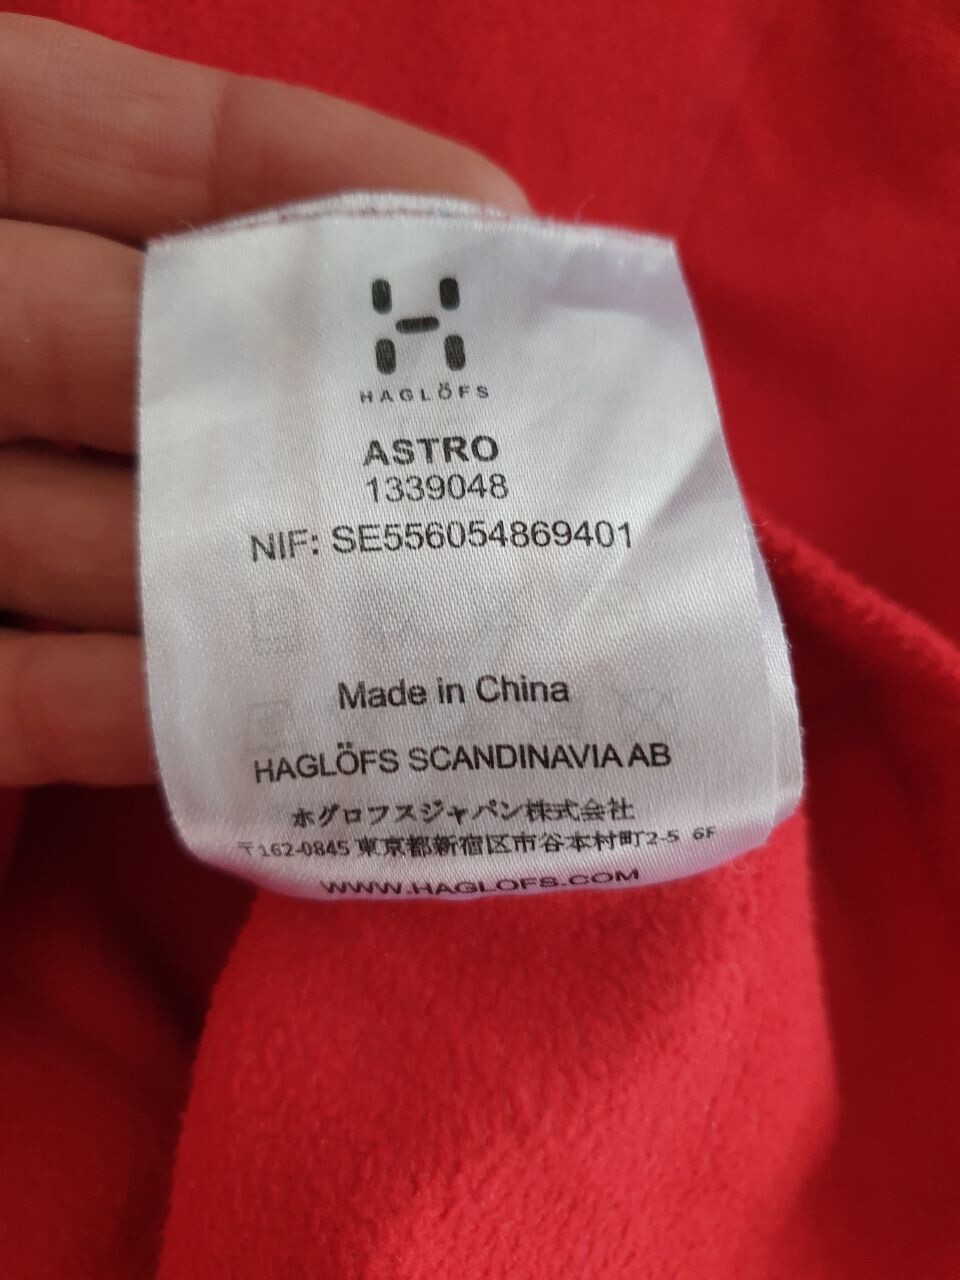 HAGLÖFS
ASTRO
1339048
NIF: SE556054869401
Made in China
HAGLÖFS SCANDINAVIA AB
ホグロフスジャパン株式会社
〒162-0845 東京都新宿区市谷本村町2-5 6F
WWW.HAGLOFS.COM